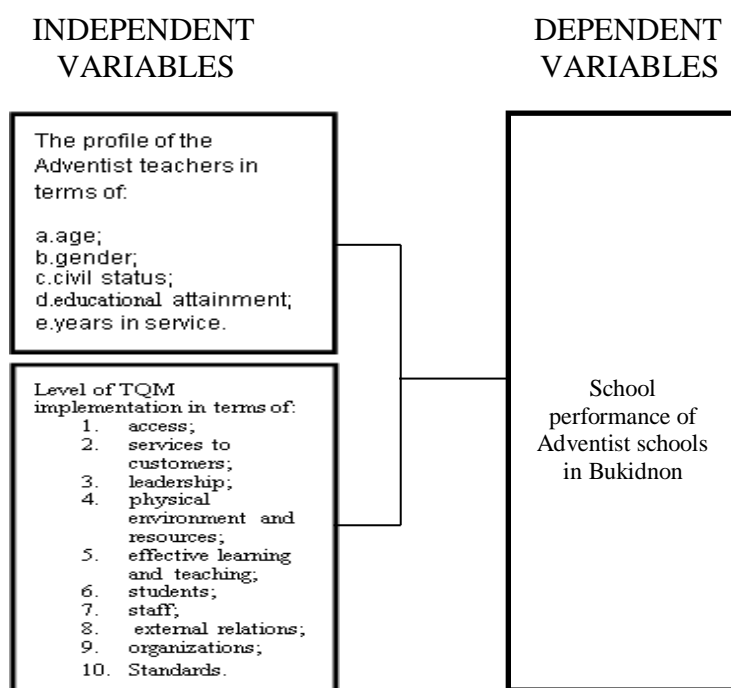 INDEPENDENT
VARIABLES
DEPENDENT
VARIABLES
The profile of the
Adventist teachers in
terms of:
a.age;
b.gender;
c.civil status;
d.educational attainment;
e.years in service.
Level of TQM
implementation in terms of:
1. access;
2. services to
customers;
3. leadership;
4. physical
environment and
resources;
5. effective learning
and teaching;
6. students;
7. staff;
8. external relations;
9. organizations;
10. Standards.
School
performance of
Adventist schools
in Bukidnon